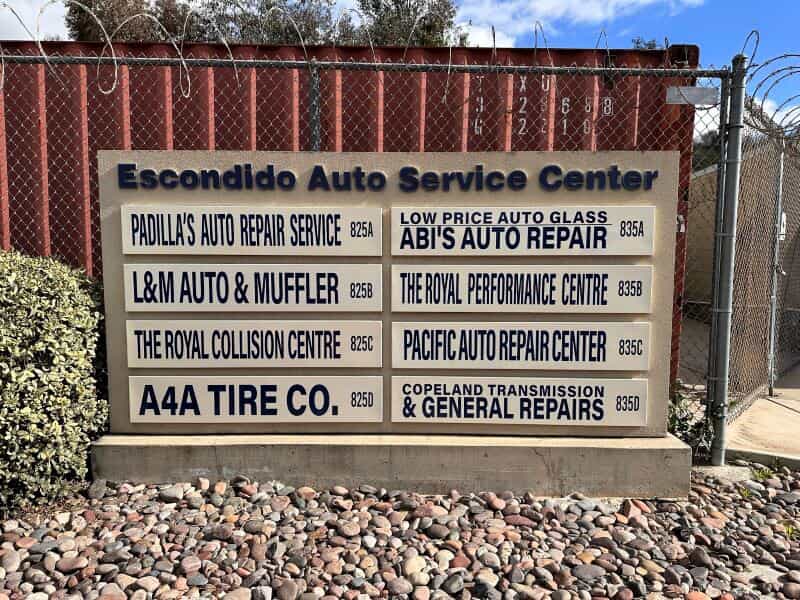 Escondido Auto Service Center
PADILLA'S AUTO REPAIR SERVICE 825A
L&M AUTO & MUFFLER 825B
THE ROYAL COLLISION CENTRE 825C
A4A TIRE CO. 825D
LOW PRICE AUTO GLASS
ABI'S AUTO REPAIR 835A
THE ROYAL PERFORMANCE CENTRE 835B
PACIFIC AUTO REPAIR CENTER 835C
COPELAND TRANSMISSION
& GENERAL REPAIRS 835D